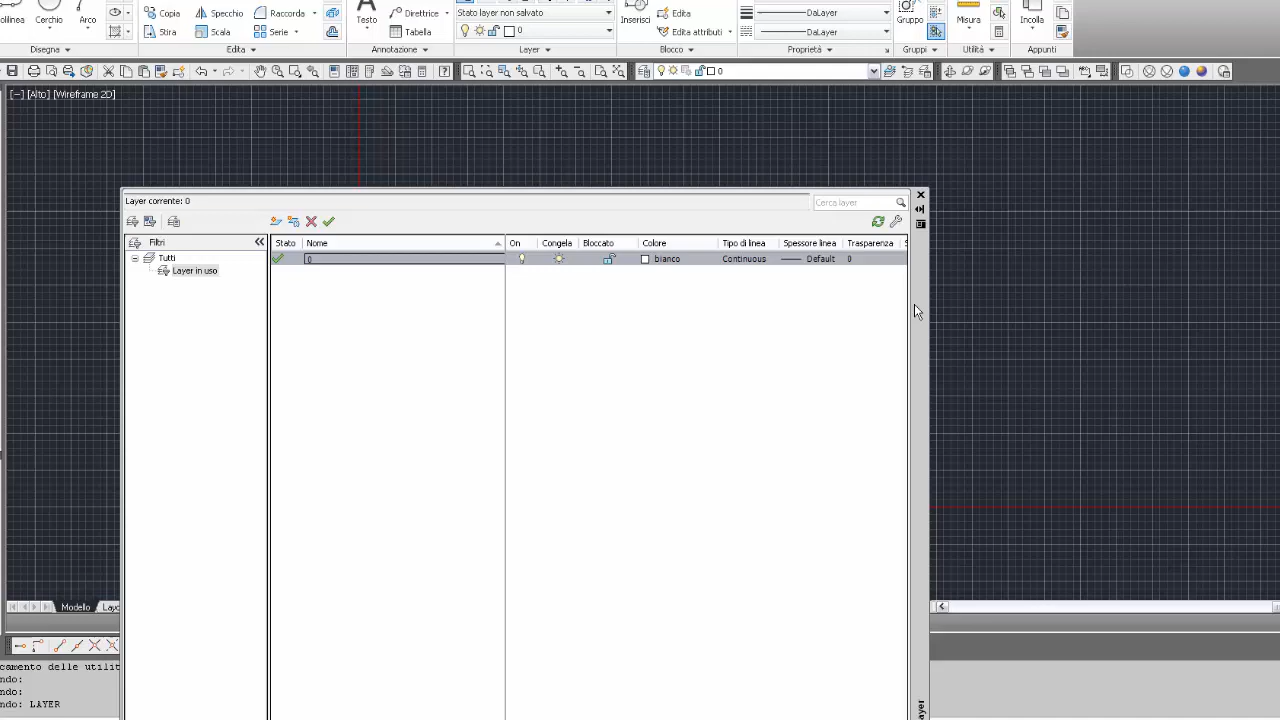 Cerchio Arco Copia Specchio Raccorda Testo Direttrice Stato layer non salvato Inserisci Edita DaLayer Gruppo Misura Incolla
Stira Scala Serie Tabella 0 Edita attributi DaLayer
Disegna Edita Annotazione Layer Blocco Proprietà Gruppi Utilità Appunti
0
[−] [Alto] [Wireframe 2D]
Layer corrente: 0
Cerca layer
Filtri
Stato Nome On Congela Bloccato Colore Tipo di linea Spessore linea Trasparenza
Tutti
0 bianco Continuous Default 0
Layer in uso
Modello
camento delle utilit
ndo:
ndo:
ndo: LAYER